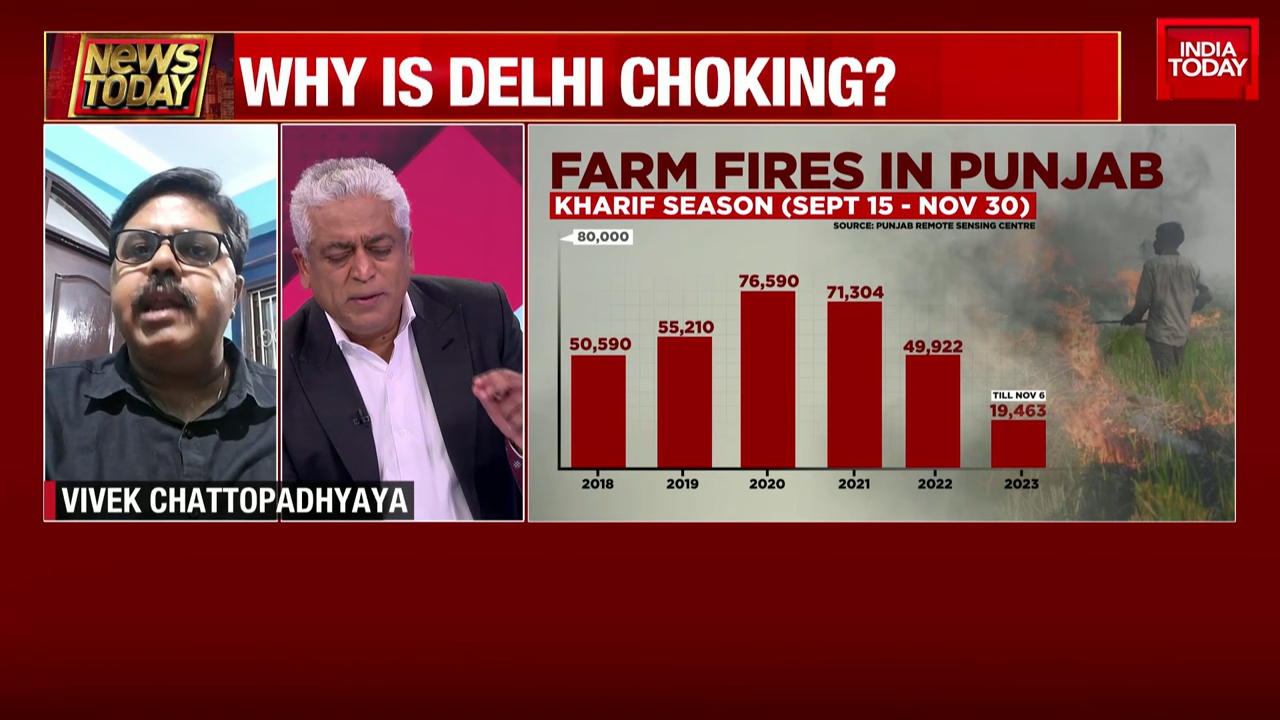 NEWS
TODAY
WHY IS DELHI CHOKING?
INDIA
TODAY
VIVEK CHATTOPADHYAYA
FARM FIRES IN PUNJAB
KHARIF SEASON (SEPT 15 - NOV 30)
SOURCE: PUNJAB REMOTE SENSING CENTRE
80,000
50,590
55,210
76,590
71,304
49,922
TILL NOV 6
19,463
2018
2019
2020
2021
2022
2023